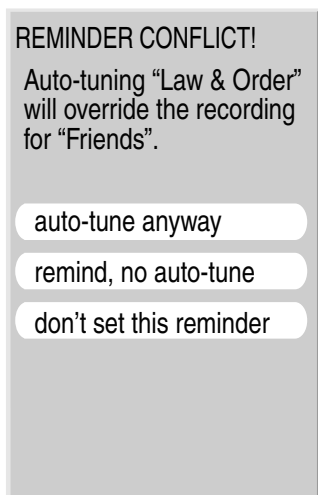 REMINDER CONFLICT!
Auto-tuning “Law & Order”
will override the recording
for “Friends”.
auto-tune anyway
remind, no auto-tune
don’t set this reminder